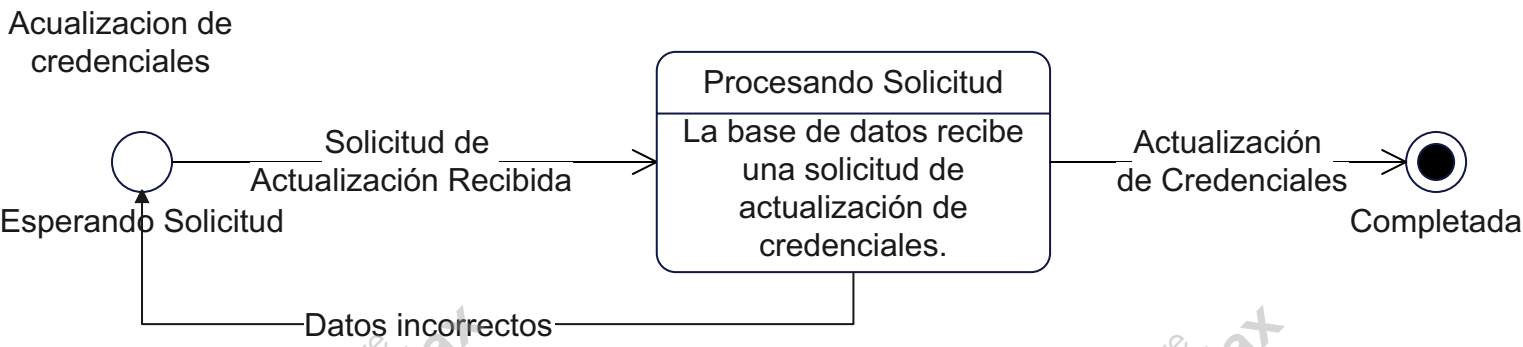 Acualizacion de
credenciales
Procesando Solicitud
La base de datos recibe
una solicitud de
actualización de
credenciales.
Solicitud de
Actualización Recibida
Actualización
de Credenciales
Esperando Solicitud
Completada
Datos incorrectos